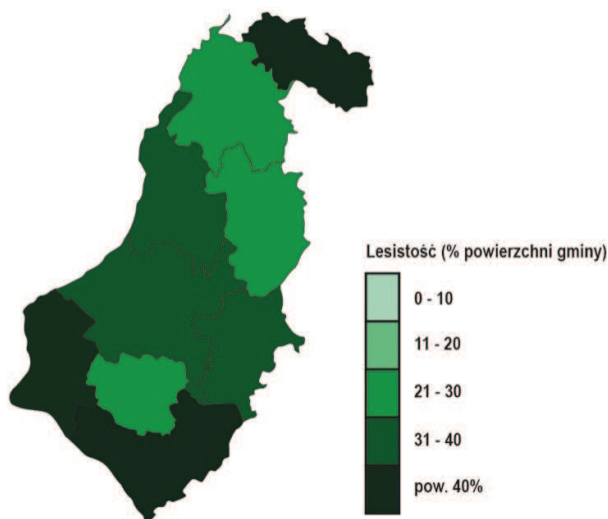 Lesistość (% powierzchni gminy)
0 - 10
11 - 20
21 - 30
31 - 40
pow. 40%